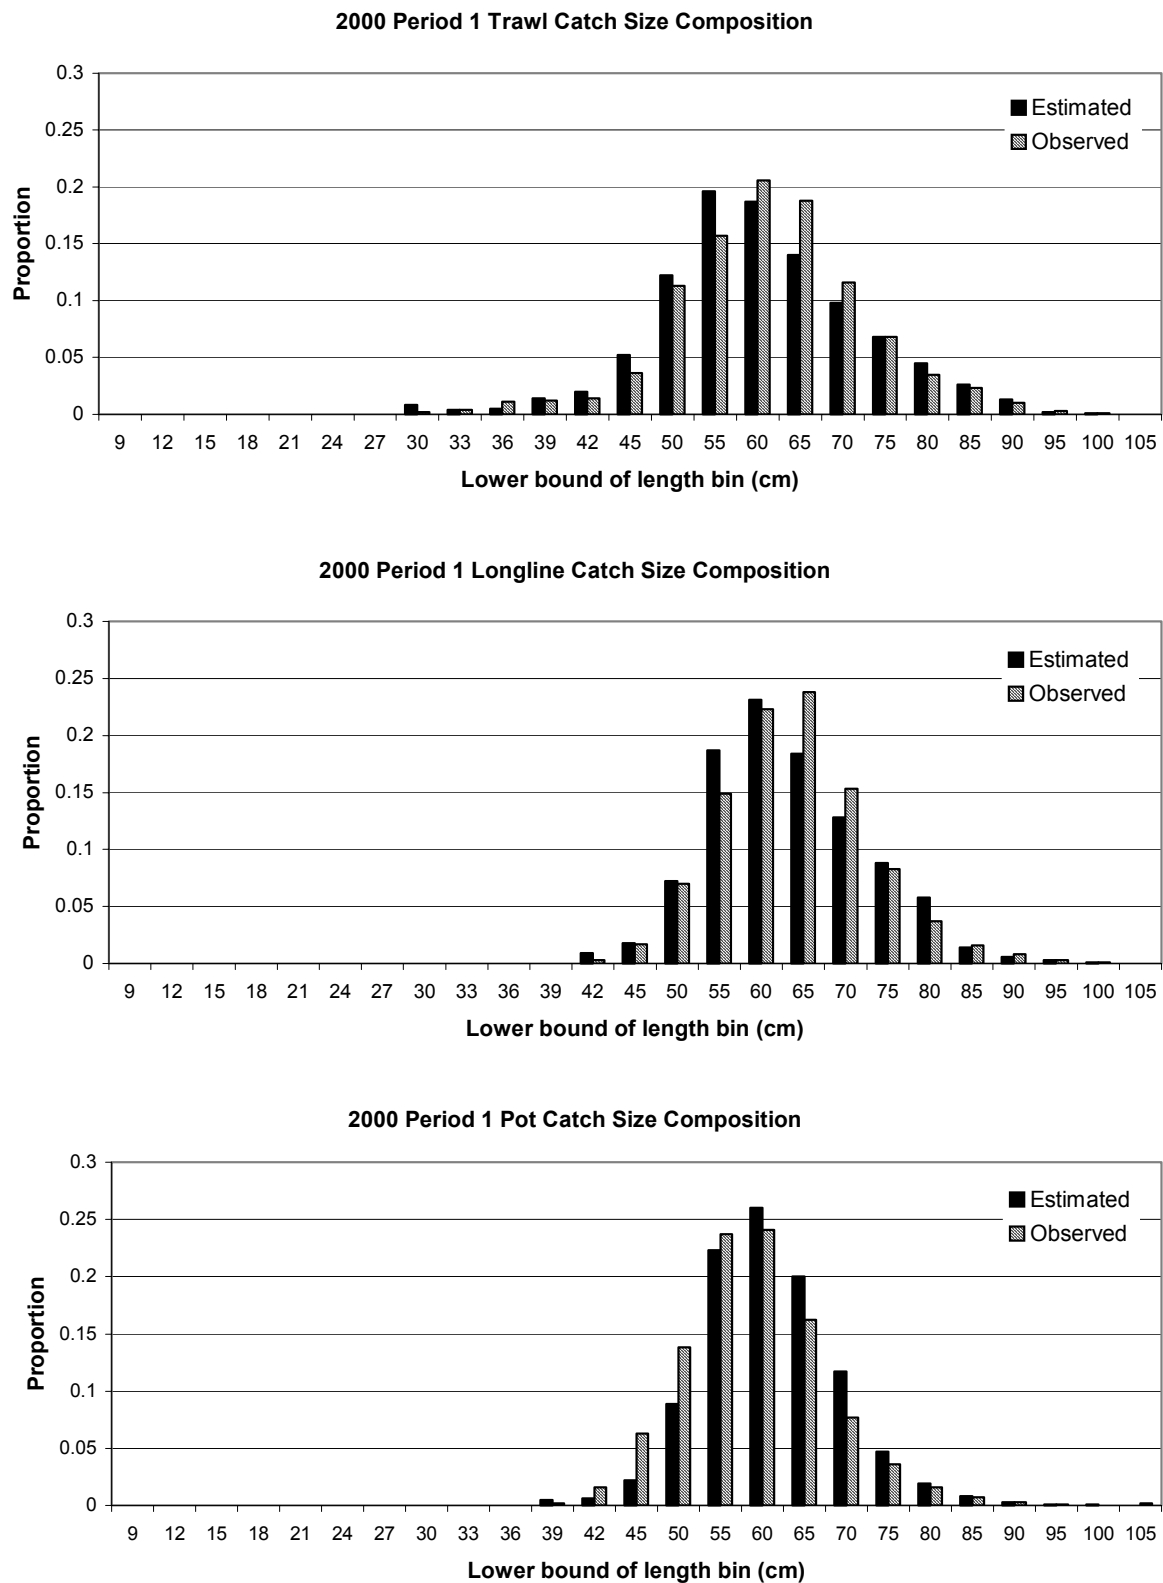 2000 Period 1 Trawl Catch Size Composition
0.3
0.25
0.2
0.15
0.1
0.05
0
Proportion
Estimated
Observed
9 12 15 18 21 24 27 30 33 36 39 42 45 50 55 60 65 70 75 80 85 90 95 100 105
Lower bound of length bin (cm)
2000 Period 1 Longline Catch Size Composition
0.3
0.25
0.2
0.15
0.1
0.05
0
Proportion
Estimated
Observed
9 12 15 18 21 24 27 30 33 36 39 42 45 50 55 60 65 70 75 80 85 90 95 100 105
Lower bound of length bin (cm)
2000 Period 1 Pot Catch Size Composition
0.3
0.25
0.2
0.15
0.1
0.05
0
Proportion
Estimated
Observed
9 12 15 18 21 24 27 30 33 36 39 42 45 50 55 60 65 70 75 80 85 90 95 100 105
Lower bound of length bin (cm)